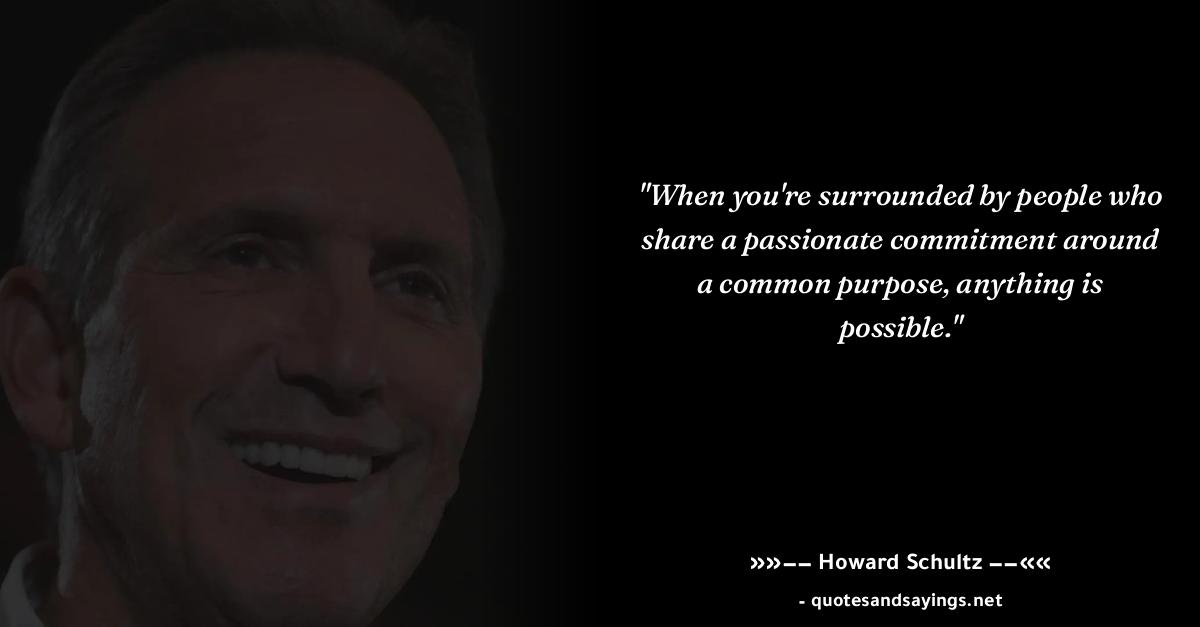 "When you're surrounded by people who
share a passionate commitment around
a common purpose, anything is
possible."
»»−− Howard Schultz −−««
- quotesandsayings.net